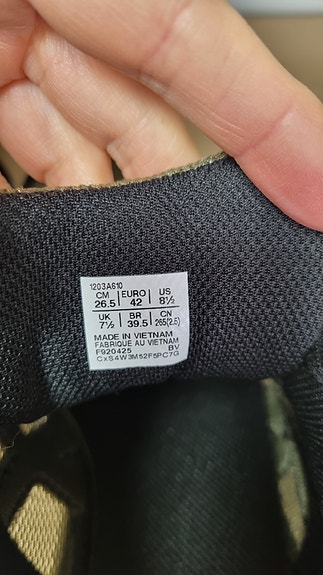 1203A610
CM EURO US
26.5 42 8½
UK BR CN
7½ 39.5 265(2.5)
MADE IN VIETNAM
FABRIQUE AU VIETNAM
F920425 BV
CxS4W3M52F5PC7G